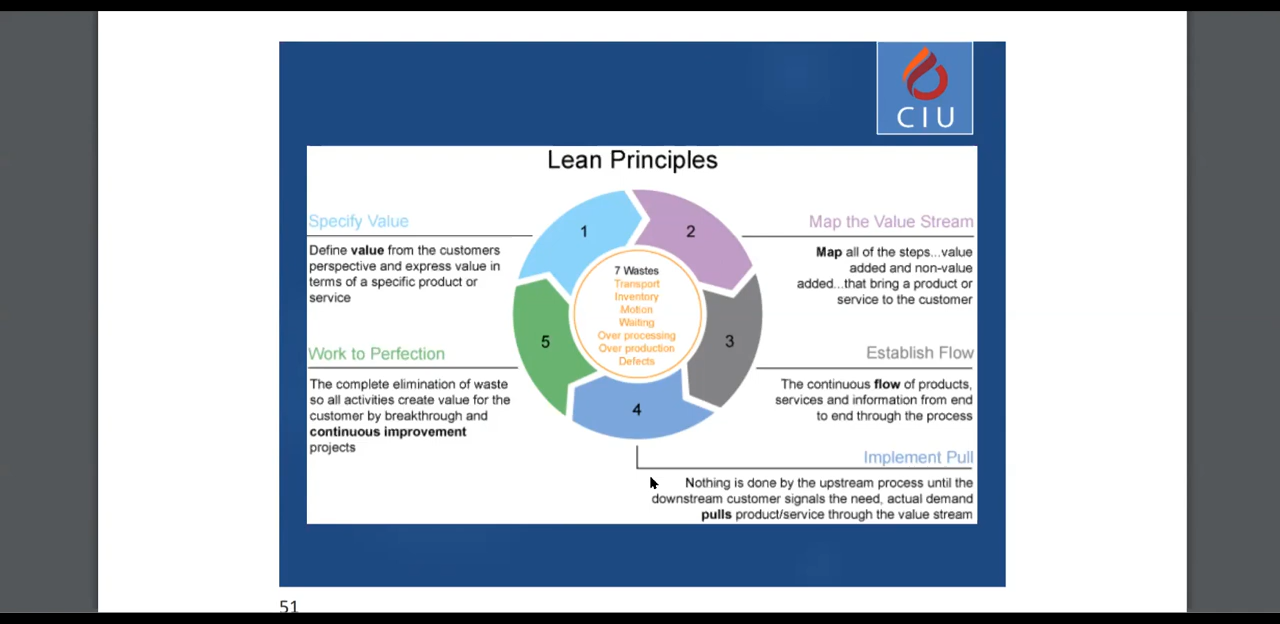 CIU
Lean Principles
Specify Value
Define value from the customers
perspective and express value in
terms of a specific product or
service
1
2
Map the Value Stream
Map all of the steps...value
added and non-value
added...that bring a product or
service to the customer
7 Wastes
Transport
Inventory
Motion
Waiting
Over processing
Over production
Defects
3
Establish Flow
The continuous flow of products,
services and information from end
to end through the process
4
Implement Pull
Nothing is done by the upstream process until the
downstream customer signals the need, actual demand
pulls product/service through the value stream
5
Work to Perfection
The complete elimination of waste
so all activities create value for the
customer by breakthrough and
continuous improvement
projects
51